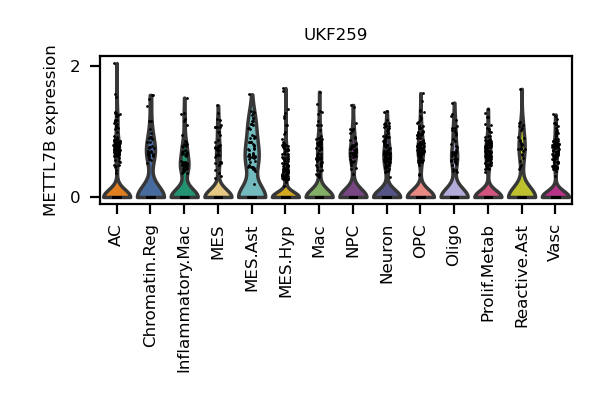 UKF259
METTL7B expression
2
0
AC
Chromatin.Reg
Inflammatory.Mac
MES
MES.Ast
MES.Hyp
Mac
NPC
Neuron
OPC
Oligo
Prolif.Metab
Reactive.Ast
Vasc